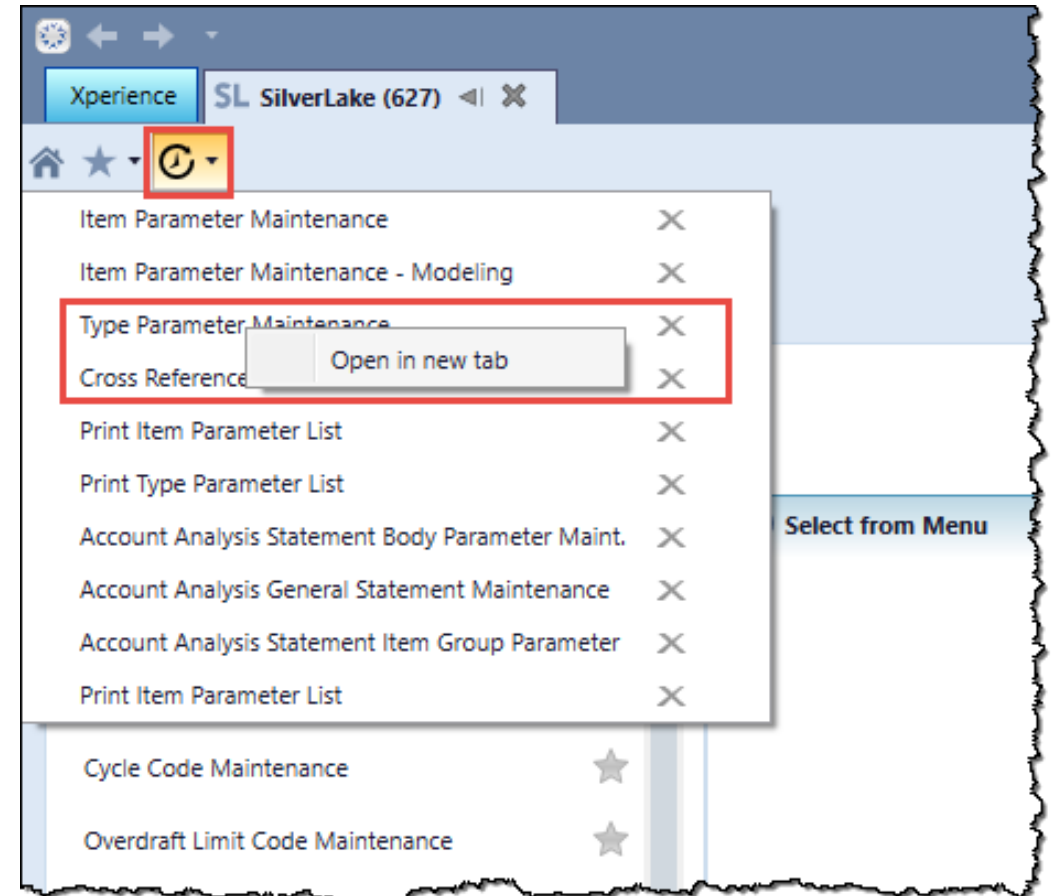 Xperience
SL SilverLake (627)
Item Parameter Maintenance
Item Parameter Maintenance - Modeling
Type Parameter Maintenance
Open in new tab
Cross Reference
Print Item Parameter List
Print Type Parameter List
Account Analysis Statement Body Parameter Maint.
Select from Menu
Account Analysis General Statement Maintenance
Account Analysis Statement Item Group Parameter
Print Item Parameter List
Cycle Code Maintenance
Overdraft Limit Code Maintenance